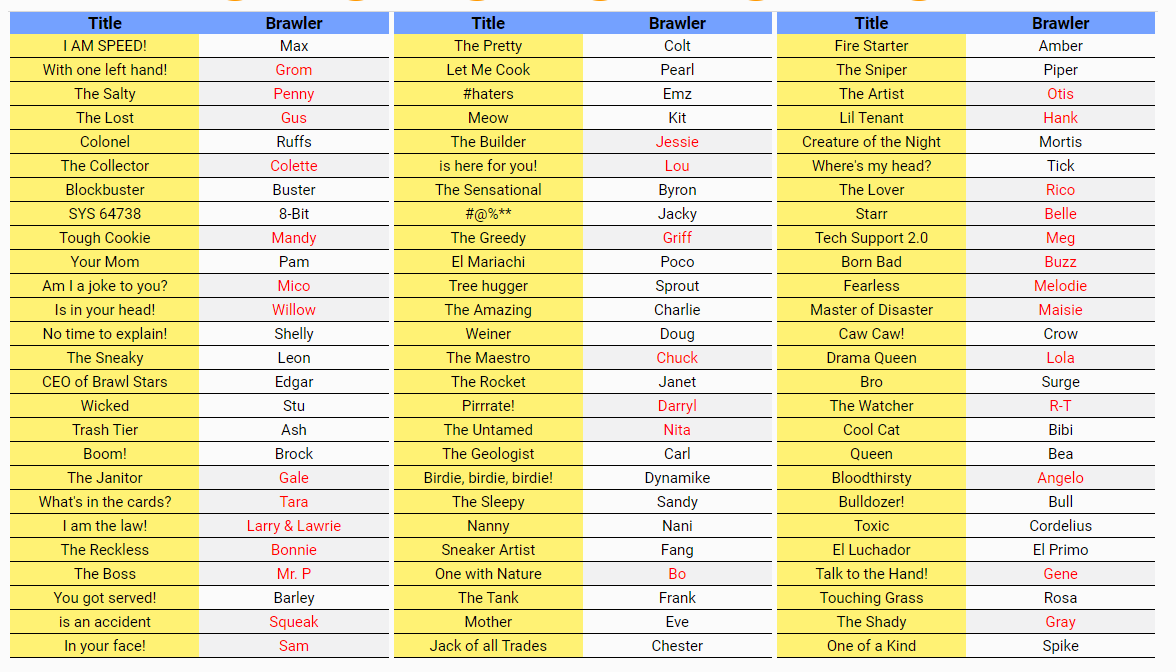 Title Brawler Title Brawler Title Brawler
I AM SPEED! Max The Pretty Colt Fire Starter Amber
With one left hand! Grom Let Me Cook Pearl The Sniper Piper
The Salty Penny #haters Emz The Artist Otis
The Lost Gus Meow Kit Lil Tenant Hank
Colonel Ruffs The Builder Jessie Creature of the Night Mortis
The Collector Colette is here for you! Lou Where's my head? Tick
Blockbuster Buster The Sensational Byron The Lover Rico
SYS 64738 8-Bit #@%** Jacky Starr Belle
Tough Cookie Mandy The Greedy Griff Tech Support 2.0 Meg
Your Mom Pam El Mariachi Poco Born Bad Buzz
Am I a joke to you? Mico Tree hugger Sprout Fearless Melodie
Is in your head! Willow The Amazing Charlie Master of Disaster Maisie
No time to explain! Shelly Weiner Doug Caw Caw! Crow
The Sneaky Leon The Maestro Chuck Drama Queen Lola
CEO of Brawl Stars Edgar The Rocket Janet Bro Surge
Wicked Stu Pirrrate! Darryl The Watcher R-T
Trash Tier Ash The Untamed Nita Cool Cat Bibi
Boom! Brock The Geologist Carl Queen Bea
The Janitor Gale Birdie, birdie, birdie! Dynamike Bloodthirsty Angelo
What's in the cards? Tara The Sleepy Sandy Bulldozer! Bull
I am the law! Larry & Lawrie Nanny Nani Toxic Cordelius
The Reckless Bonnie Sneaker Artist Fang El Luchador El Primo
The Boss Mr. P One with Nature Bo Talk to the Hand! Gene
You got served! Barley The Tank Frank Touching Grass Rosa
is an accident Squeak Mother Eve The Shady Gray
In your face! Sam Jack of all Trades Chester One of a Kind Spike